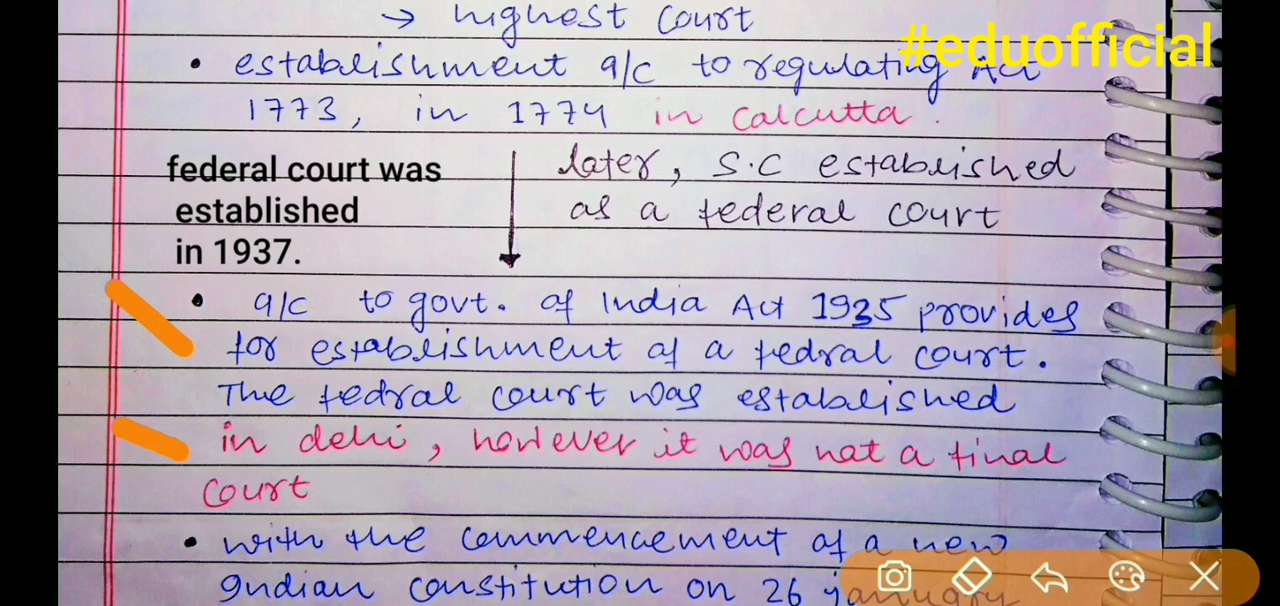 → highest court
#eduofficial
• establishment a/c to regulating Act
1773, in 1774 in Calcutta.
federal court was
established
in 1937.
later, S.C established
as a federal court
• a/c to govt. of India Act 1935 provides
for establishment of a fedral court.
The fedral court was established
in delhi, however it was not a final
court
• with the commencement of a new
Indian constitution on 26 january